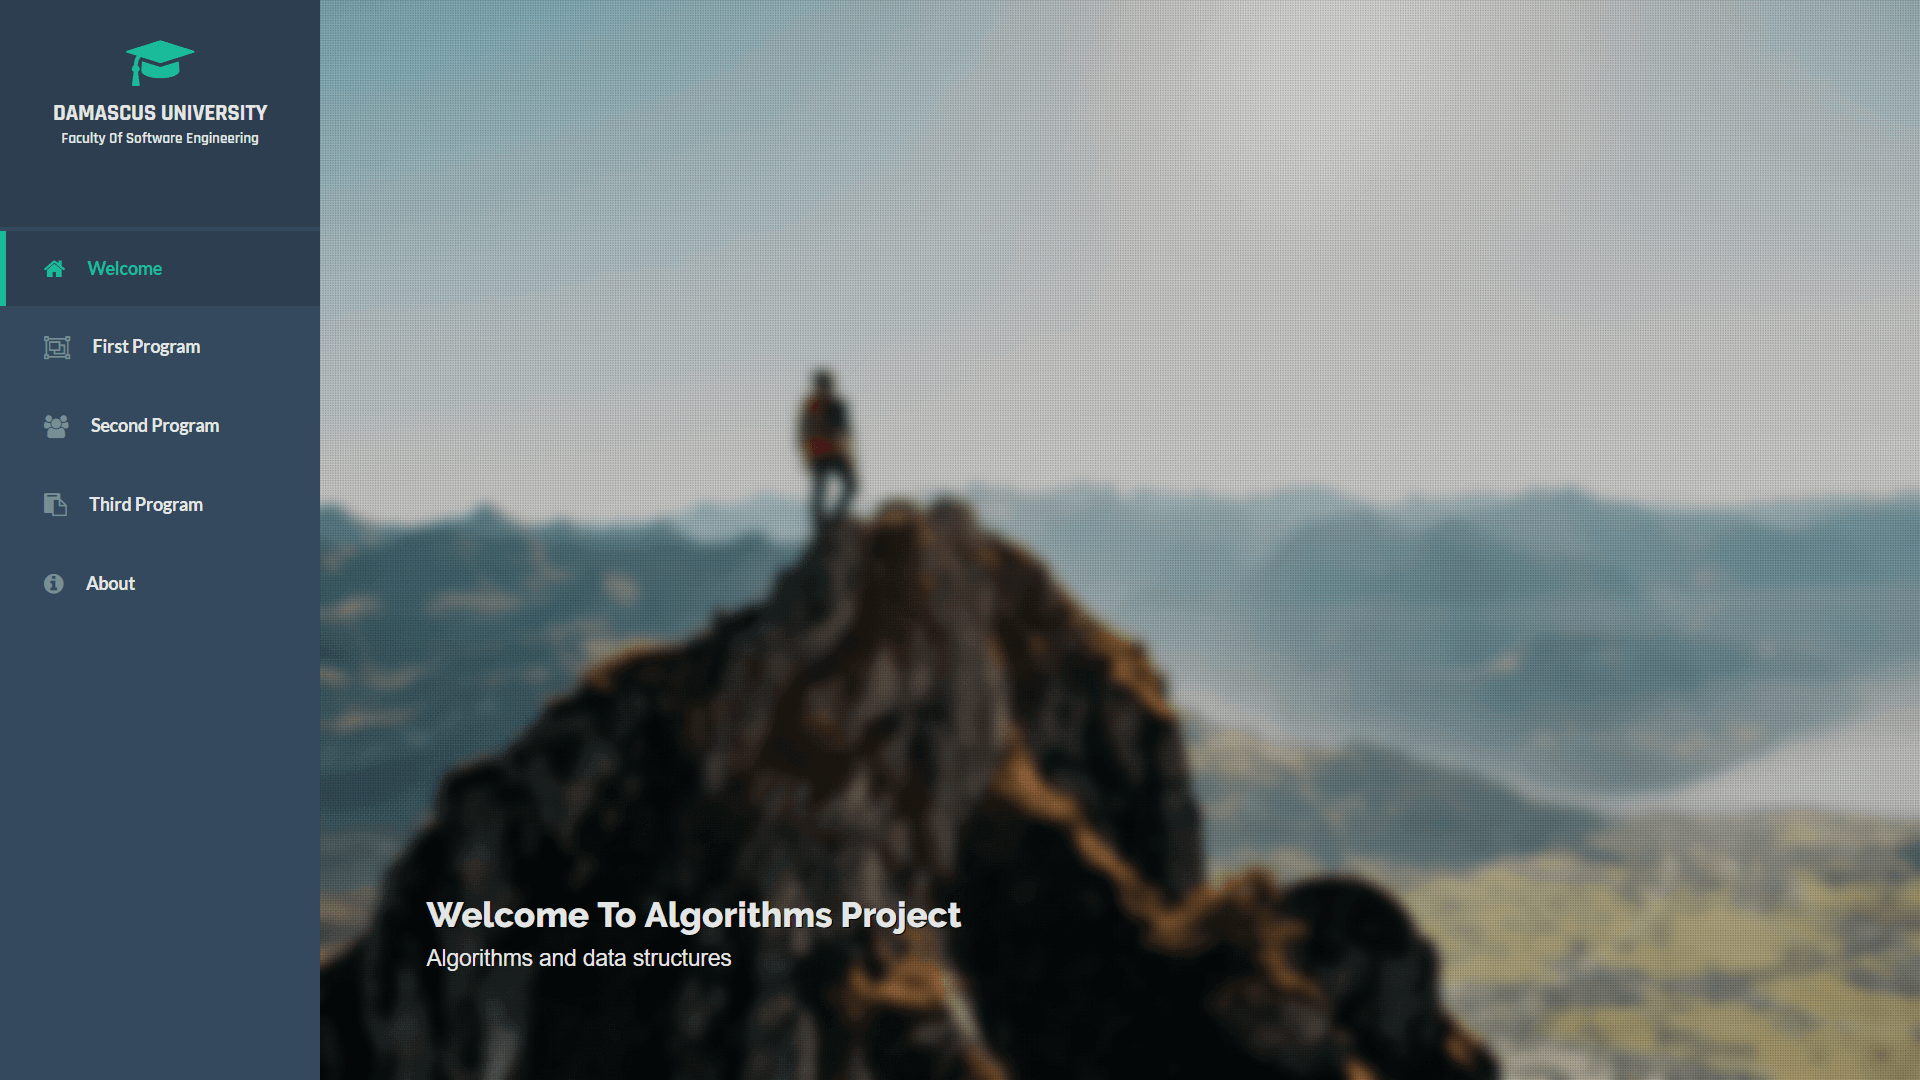 DAMASCUS UNIVERSITY
Faculty Of Software Engineering
Welcome
First Program
Second Program
Third Program
About
Welcome To Algorithms Project
Algorithms and data structures